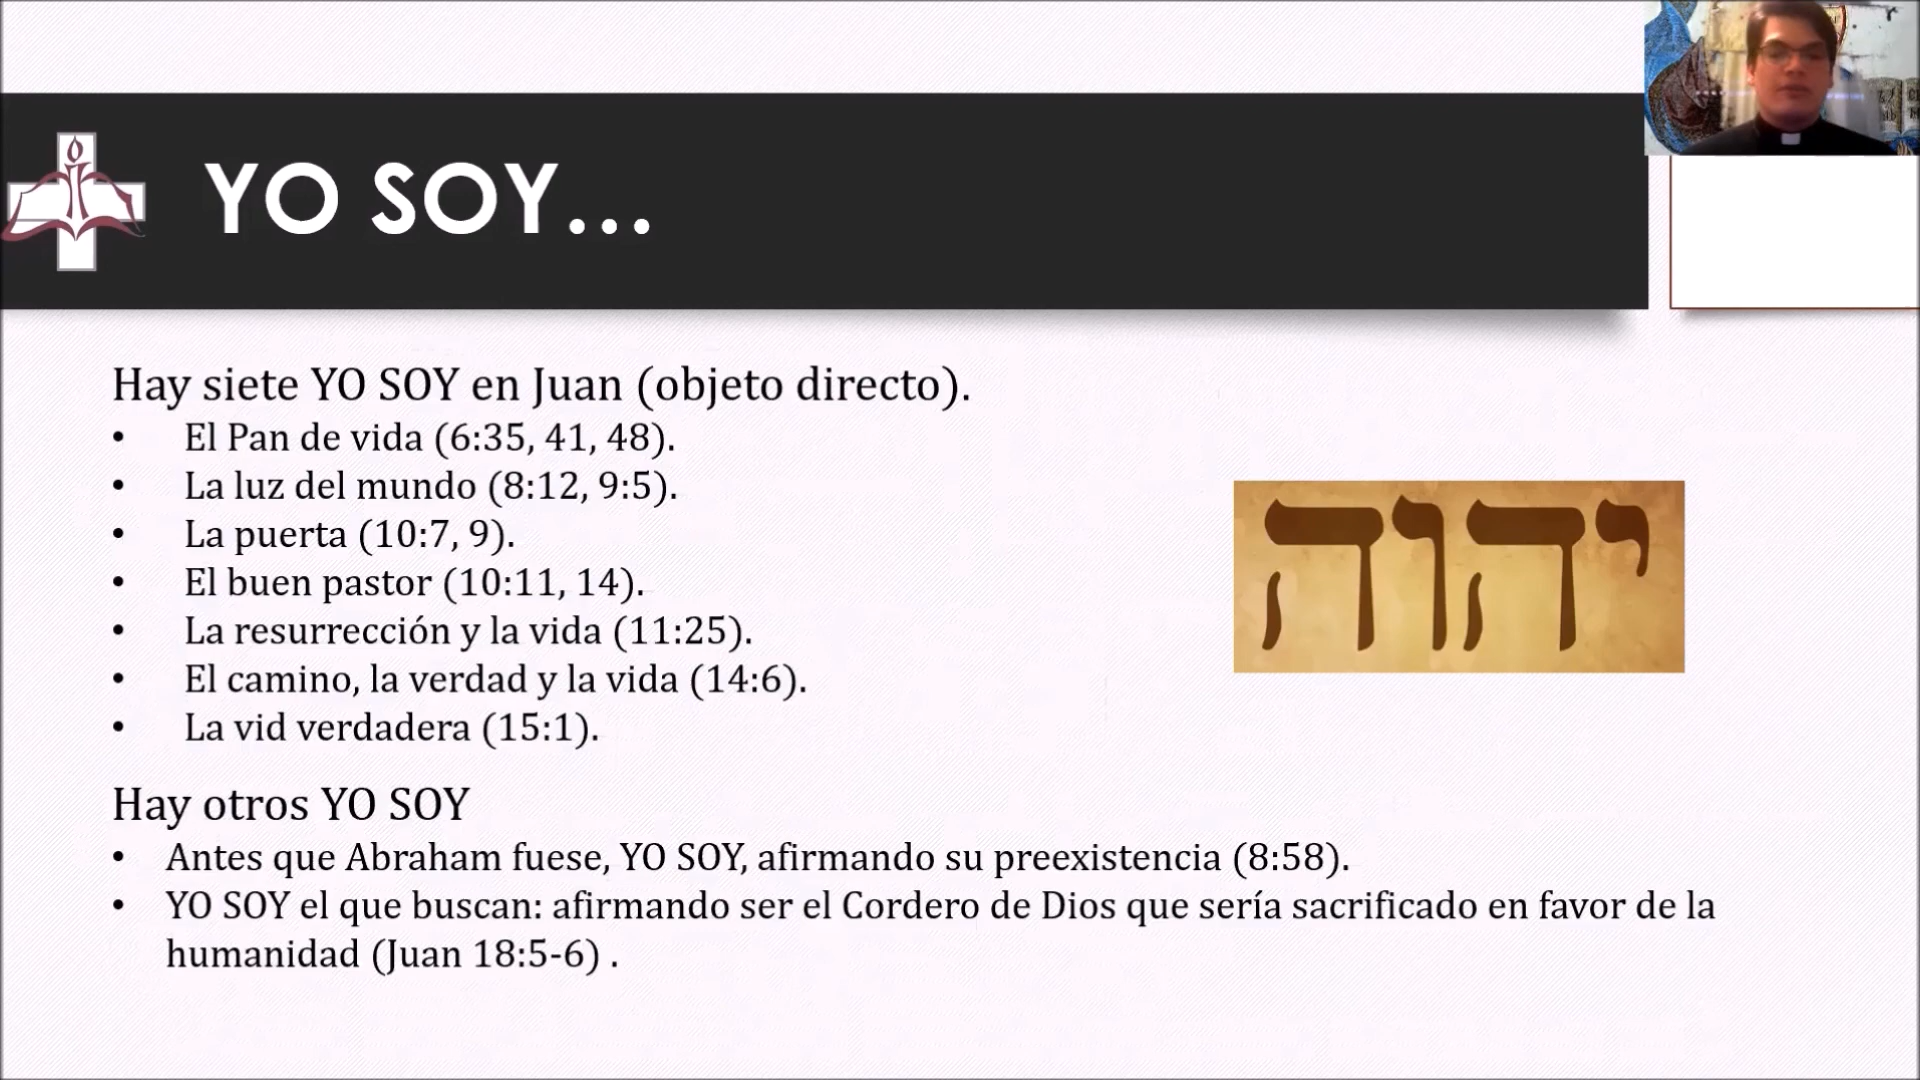 YO SOY...
Hay siete YO SOY en Juan (objeto directo).
• El Pan de vida (6:35, 41, 48).
• La luz del mundo (8:12, 9:5).
• La puerta (10:7, 9).
• El buen pastor (10:11, 14).
• La resurrección y la vida (11:25).
• El camino, la verdad y la vida (14:6).
• La vid verdadera (15:1).
יהוה
Hay otros YO SOY
• Antes que Abraham fuese, YO SOY, afirmando su preexistencia (8:58).
• YO SOY el que buscan: afirmando ser el Cordero de Dios que sería sacrificado en favor de la
humanidad (Juan 18:5-6) .